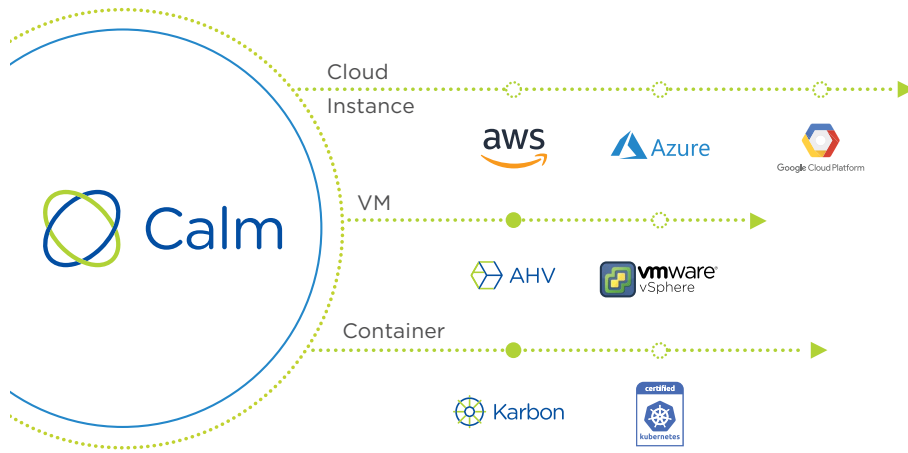 Cloud
Instance
aws
Azure
Google Cloud Platform
Calm
VM
AHV
vmware®
vSphere
Container
Karbon
certified
kubernetes